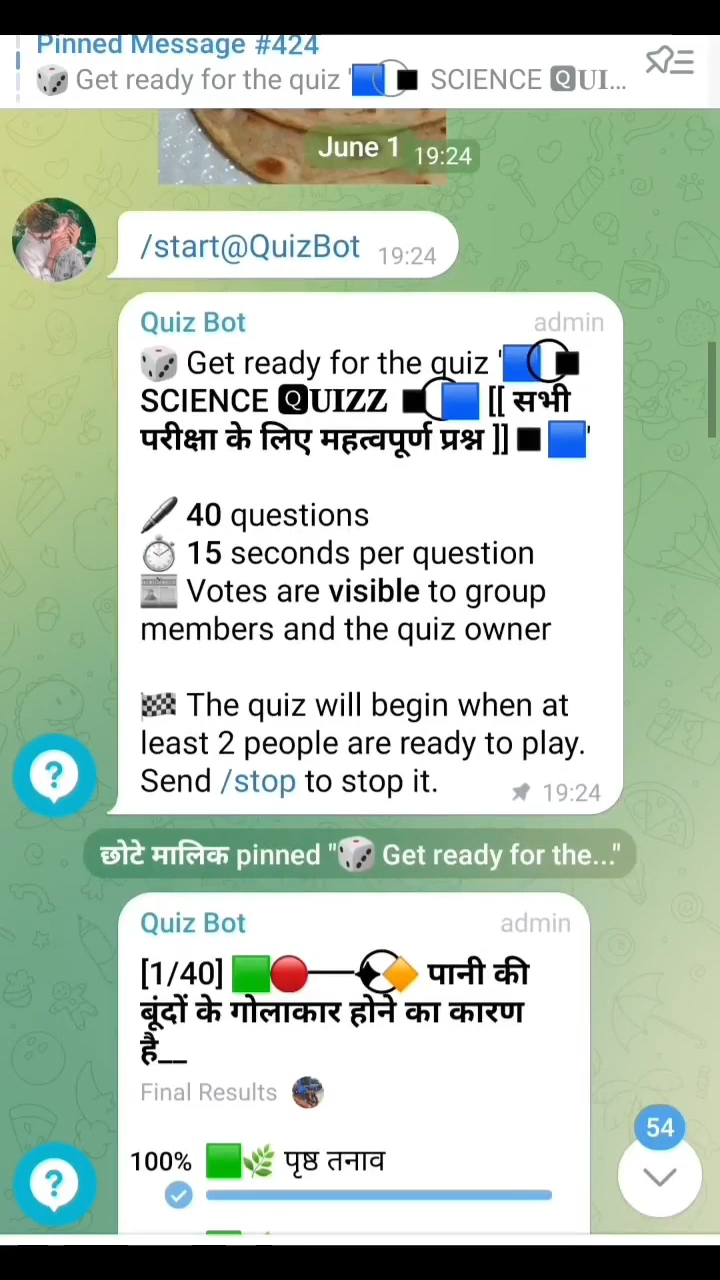 Pinned Message #424
🎲 Get ready for the quiz '🟦⬛ SCIENCE 🆀𝐔𝐈...
June 1 19:24
/start@QuizBot 19:24
Quiz Bot admin
🎲 Get ready for the quiz '🟦⬛
SCIENCE 🆀𝐔𝐈𝐙𝐙 ⬛🟦 [[ सभी
परीक्षा के लिए महत्वपूर्ण प्रश्न ]] ⬛🟦'
🖊 40 questions
⏱ 15 seconds per question
📰 Votes are visible to group
members and the quiz owner
🏁 The quiz will begin when at
least 2 people are ready to play.
Send /stop to stop it. 19:24
छोटे मालिक pinned "🎲 Get ready for the..."
Quiz Bot admin
[1/40] 🟩🔴 🔶 पानी की
बूंदों के गोलाकार होने का कारण
है__
Final Results
100% 🟩🌿 पृष्ठ तनाव
54